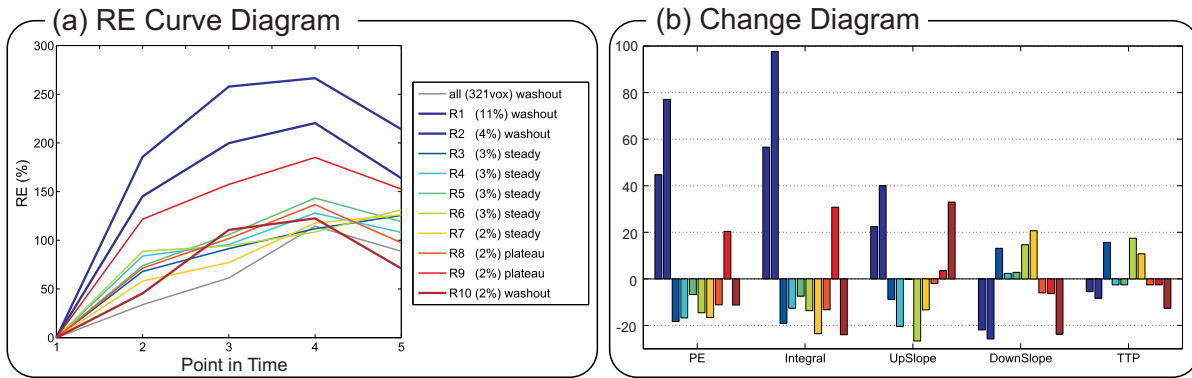 (a) RE Curve Diagram
300
250
200
150
100
50
0
RE (%)
1
2
3
4
5
Point in Time
all (321vox) washout
R1 (11%) washout
R2 (4%) washout
R3 (3%) steady
R4 (3%) steady
R5 (3%) steady
R6 (3%) steady
R7 (2%) steady
R8 (2%) plateau
R9 (2%) plateau
R10 (2%) washout
(b) Change Diagram
100
80
60
40
20
0
-20
PE
Integral
UpSlope
DownSlope
TTP